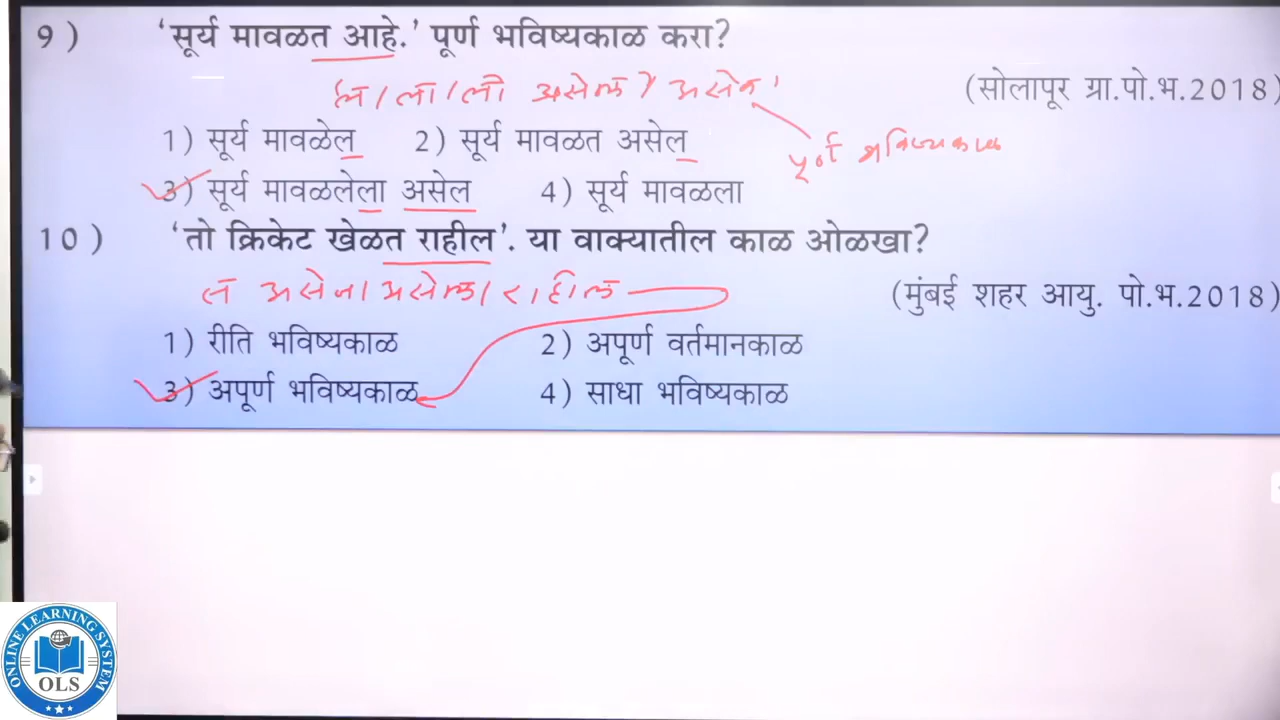 9) 'सूर्य मावळत आहे.' पूर्ण भविष्यकाळ करा?
ला/ली असेल
(सोलापूर ग्रा.पो.भ.2018)
1) सूर्य मावळेल 2) सूर्य मावळत असेल
पूर्ण भविष्यकाळ
3) सूर्य मावळलेला असेल 4) सूर्य मावळला
10) 'तो क्रिकेट खेळत राहील'. या वाक्यातील काळ ओळखा?
त असेन/असेल/राहील
(मुंबई शहर आयु. पो.भ.2018)
1) रीति भविष्यकाळ 2) अपूर्ण वर्तमानकाळ
3) अपूर्ण भविष्यकाळ 4) साधा भविष्यकाळ
ONLINE LEARNING SYSTEM
OLS